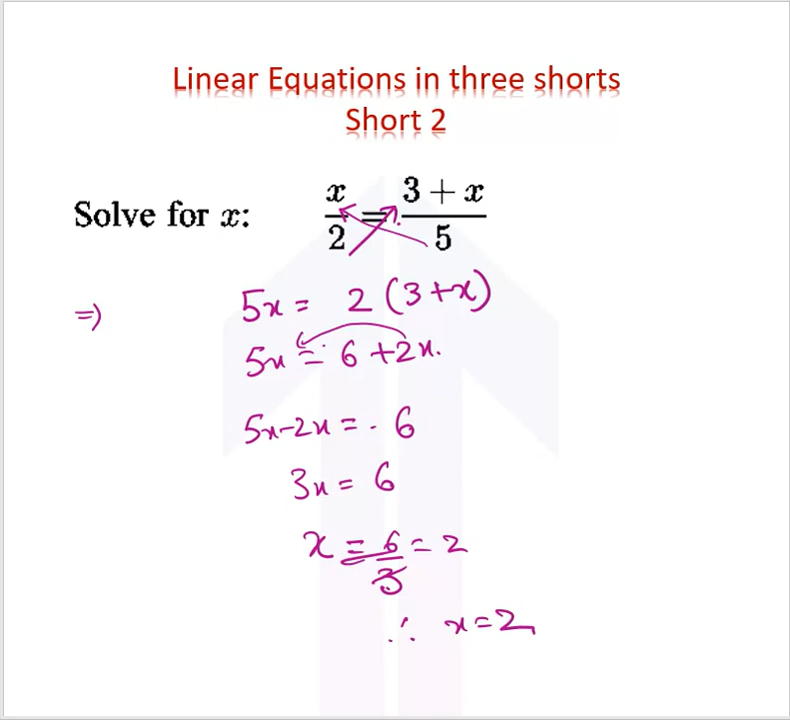 Linear Equations in three shorts
Short 2
Solve for x: x/2 = (3 + x)/5
=> 5x = 2 (3 + x)
5x = 6 + 2x.
5x - 2x = 6
3x = 6
x = 6/3 = 2
∴ x = 2